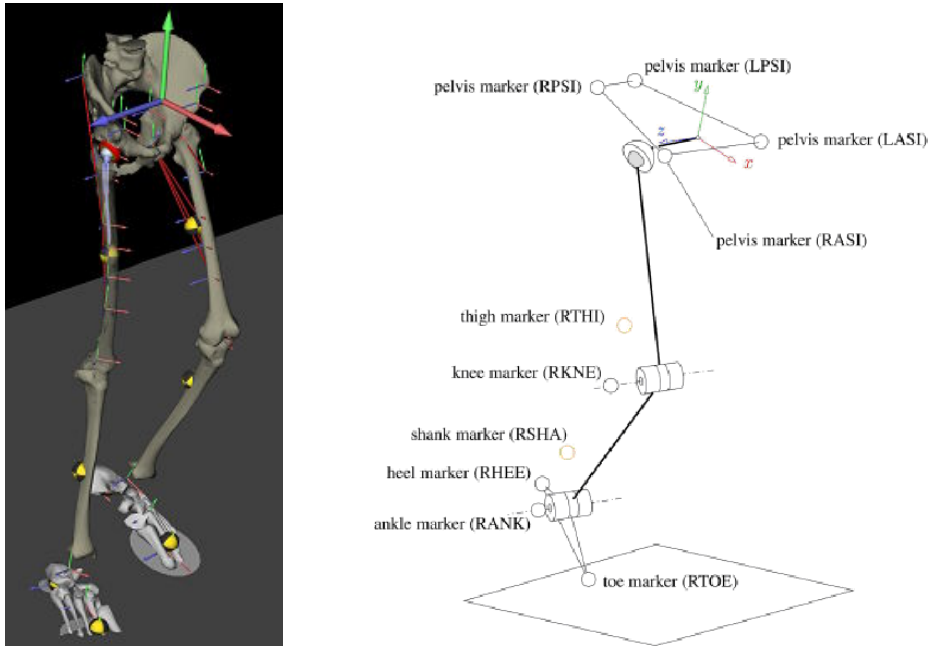 pelvis marker (LPSI)
pelvis marker (RPSI)
y
z
pelvis marker (LASI)
x
pelvis marker (RASI)
thigh marker (RTHI)
knee marker (RKNE)
shank marker (RSHA)
heel marker (RHEE)
ankle marker (RANK)
toe marker (RTOE)